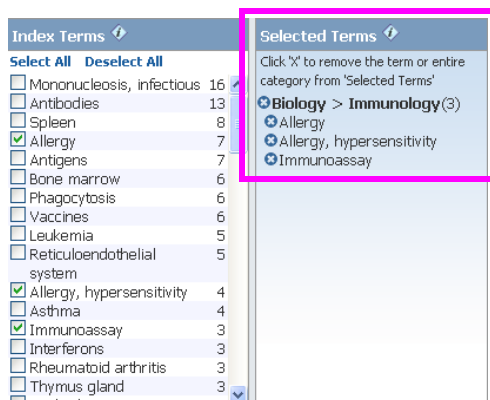 Index Terms
Select All Deselect All
Mononucleosis, infectious 16
Antibodies 13
Spleen 8
Allergy 7
Antigens 7
Bone marrow 6
Phagocytosis 6
Vaccines 6
Leukemia 5
Reticuloendothelial 5
system
Allergy, hypersensitivity 4
Asthma 4
Immunoassay 3
Interferons 3
Rheumatoid arthritis 3
Thymus gland 3
Selected Terms
Click 'X' to remove the term or entire
category from 'Selected Terms'
Biology > Immunology(3)
Allergy
Allergy, hypersensitivity
Immunoassay